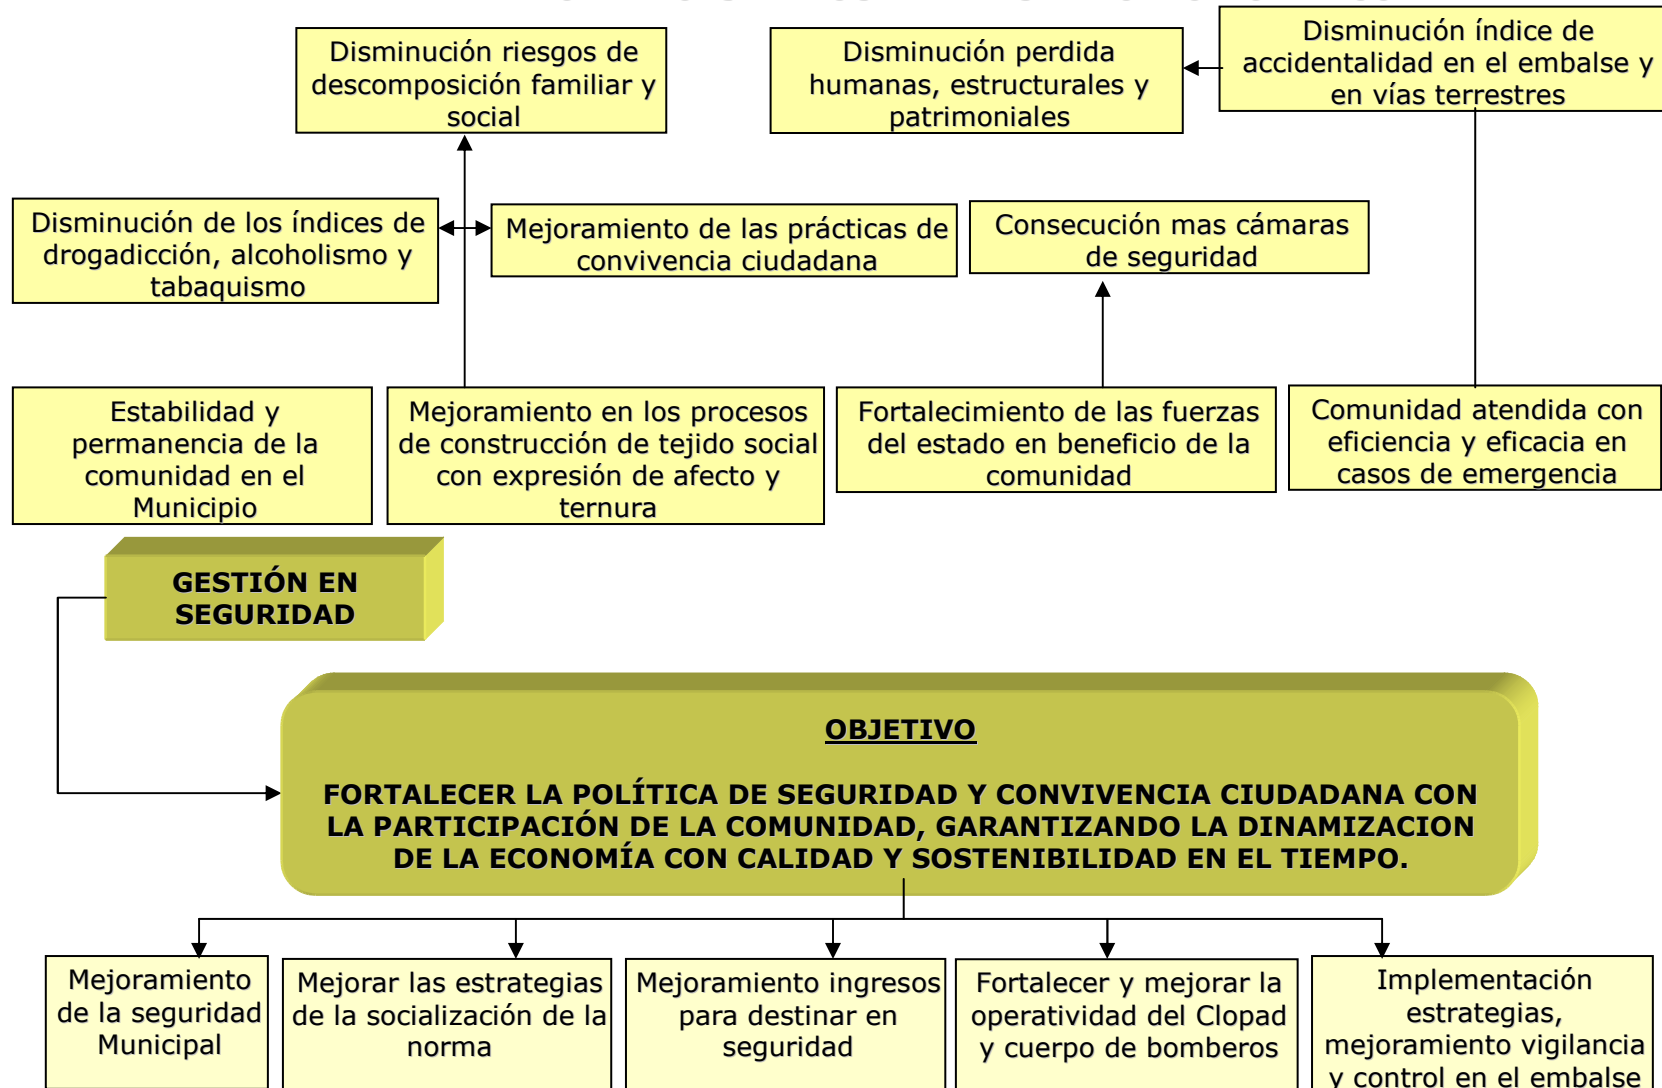 Disminución riesgos de
descomposición familiar y
social
Disminución perdida
humanas, estructurales y
patrimoniales
Disminución índice de
accidentalidad en el embalse y
en vías terrestres
Disminución de los índices de
drogadicción, alcoholismo y
tabaquismo
Mejoramiento de las prácticas de
convivencia ciudadana
Consecución mas cámaras
de seguridad
Estabilidad y
permanencia de la
comunidad en el
Municipio
Mejoramiento en los procesos
de construcción de tejido social
con expresión de afecto y
ternura
Fortalecimiento de las fuerzas
del estado en beneficio de la
comunidad
Comunidad atendida con
eficiencia y eficacia en
casos de emergencia
GESTIÓN EN
SEGURIDAD
OBJETIVO
FORTALECER LA POLÍTICA DE SEGURIDAD Y CONVIVENCIA CIUDADANA CON
LA PARTICIPACIÓN DE LA COMUNIDAD, GARANTIZANDO LA DINAMIZACION
DE LA ECONOMÍA CON CALIDAD Y SOSTENIBILIDAD EN EL TIEMPO.
Mejoramiento
de la seguridad
Municipal
Mejorar las estrategias
de la socialización de la
norma
Mejoramiento ingresos
para destinar en
seguridad
Fortalecer y mejorar la
operatividad del Clopad
y cuerpo de bomberos
Implementación
estrategias,
mejoramiento vigilancia
y control en el embalse